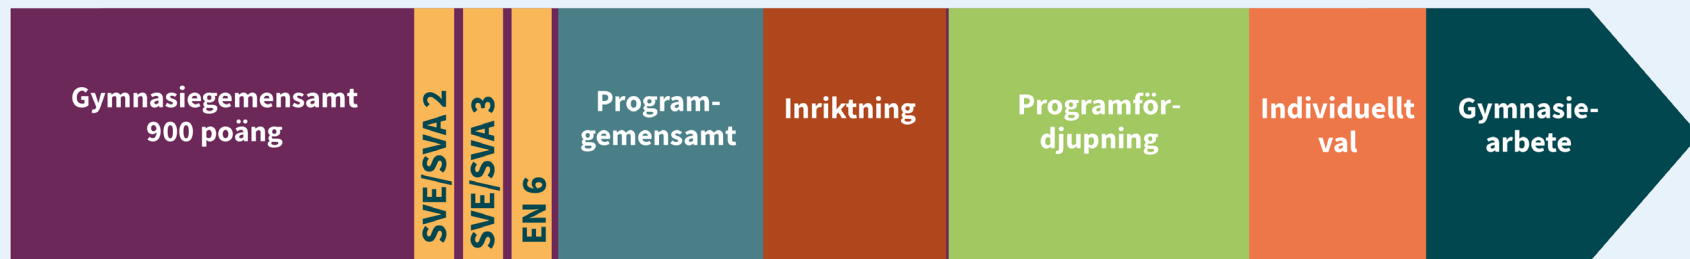 Gymnasiegemensamt
900 poäng
SVE/SVA 2
SVE/SVA 3
EN 6
Program-
gemensamt
Inriktning
Programför-
djupning
Individuellt
val
Gymnasie-
arbete